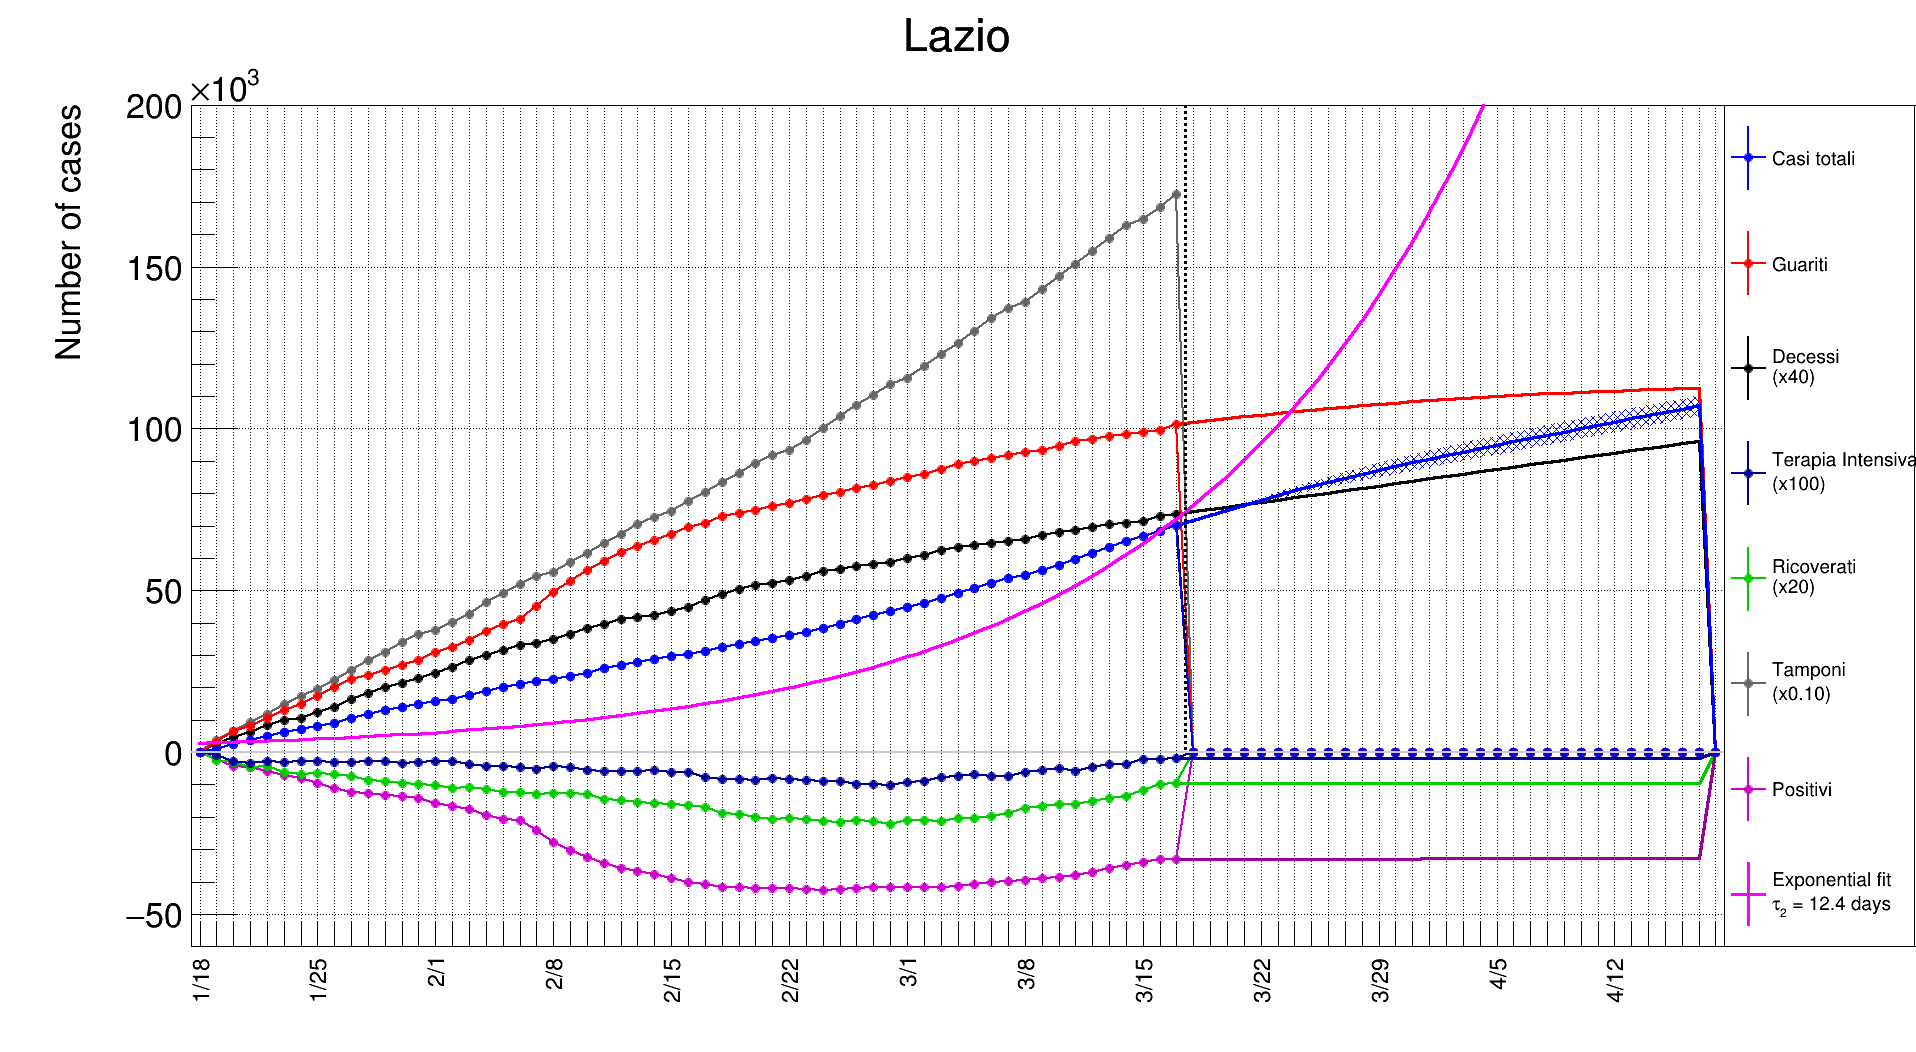 Lazio
×10³
Number of cases
200
150
100
50
0
−50
1/18
1/25
2/1
2/8
2/15
2/22
3/1
3/8
3/15
3/22
3/29
4/5
4/12
Casi totali
Guariti
Decessi
(x40)
Terapia Intensiva
(x100)
Ricoverati
(x20)
Tamponi
(x0.10)
Positivi
Exponential fit
τ₂ = 12.4 days